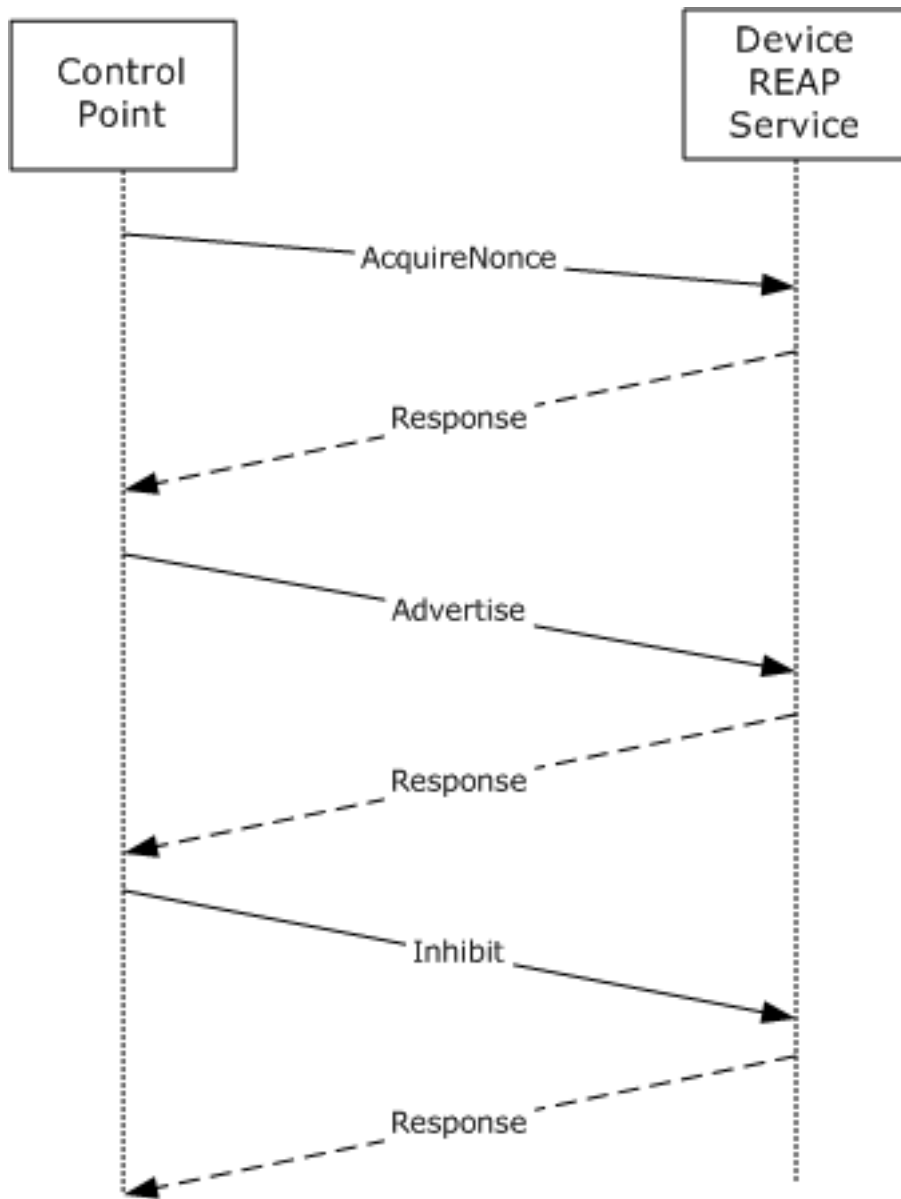 Control
Point
Device
REAP
Service
AcquireNonce
Response
Advertise
Response
Inhibit
Response